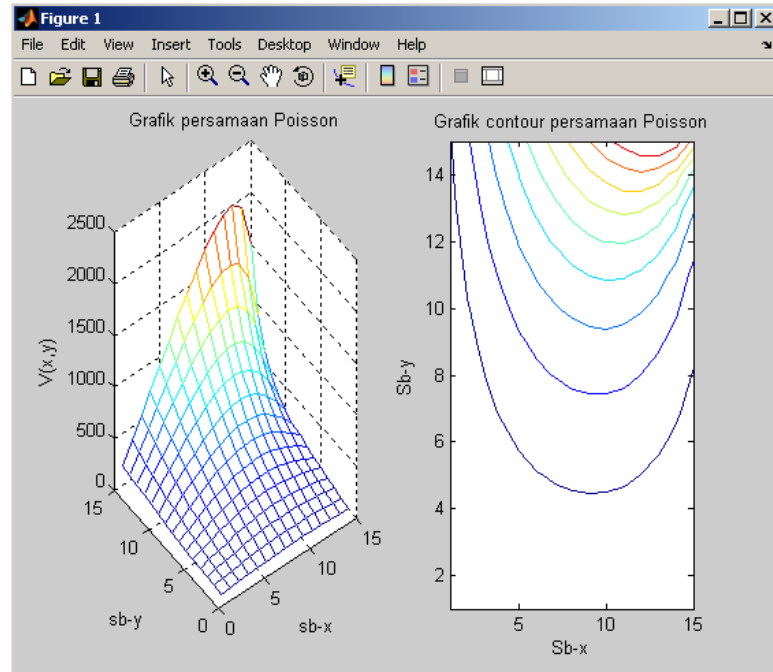 Figure 1
File Edit View Insert Tools Desktop Window Help
Grafik persamaan Poisson
V(x,y)
2500
2000
1500
1000
500
0
15
10
5
0
sb-y
0
5
10
15
sb-x
Grafik contour persamaan Poisson
Sb-y
14
12
10
8
6
4
2
5
10
15
Sb-x